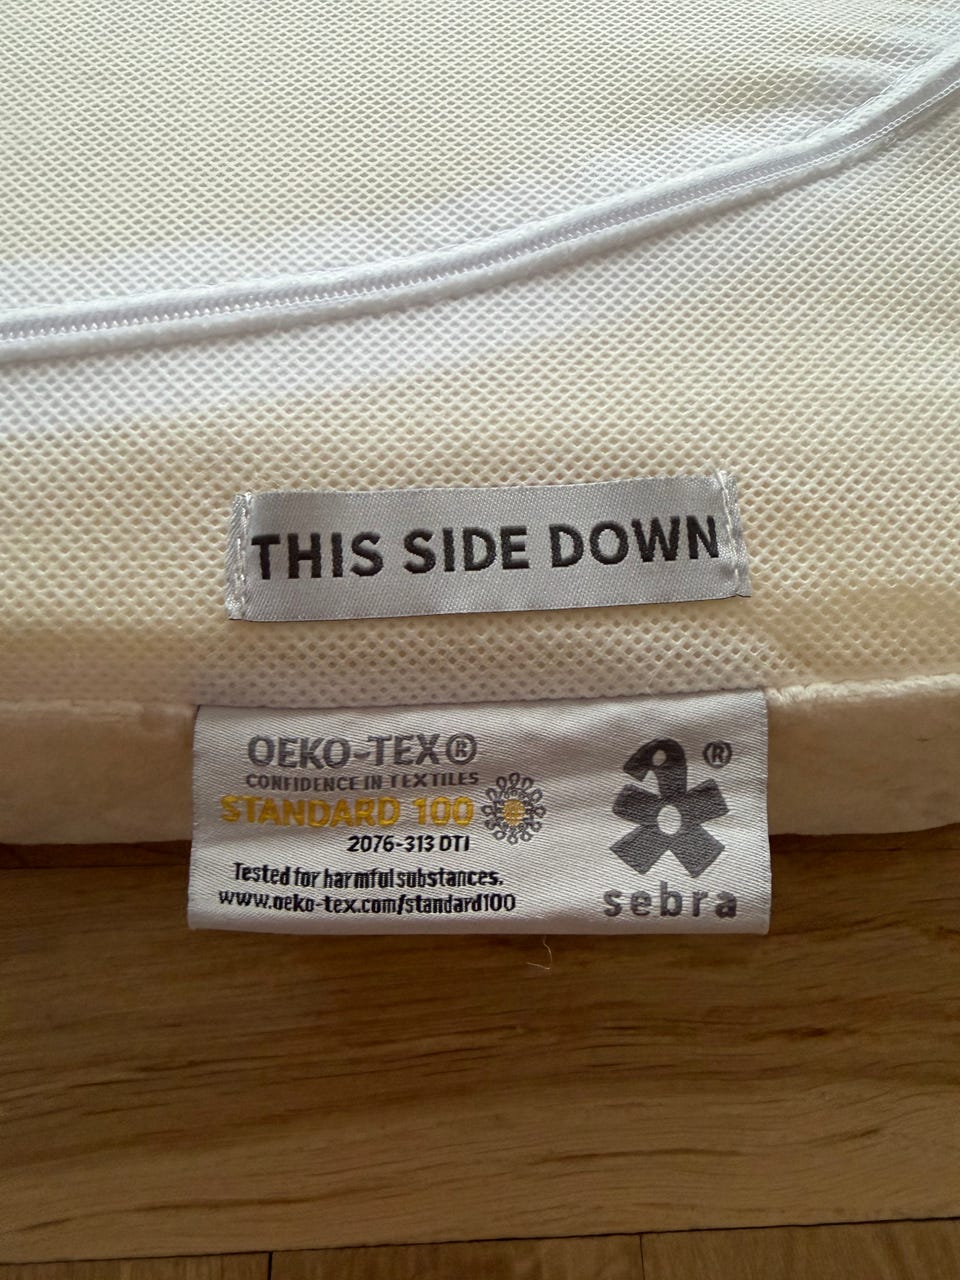 THIS SIDE DOWN
OEKO-TEX®
CONFIDENCE IN TEXTILES
STANDARD 100
2076-313 DTI
Tested for harmful substances.
www.oeko-tex.com/standard100
®
sebra